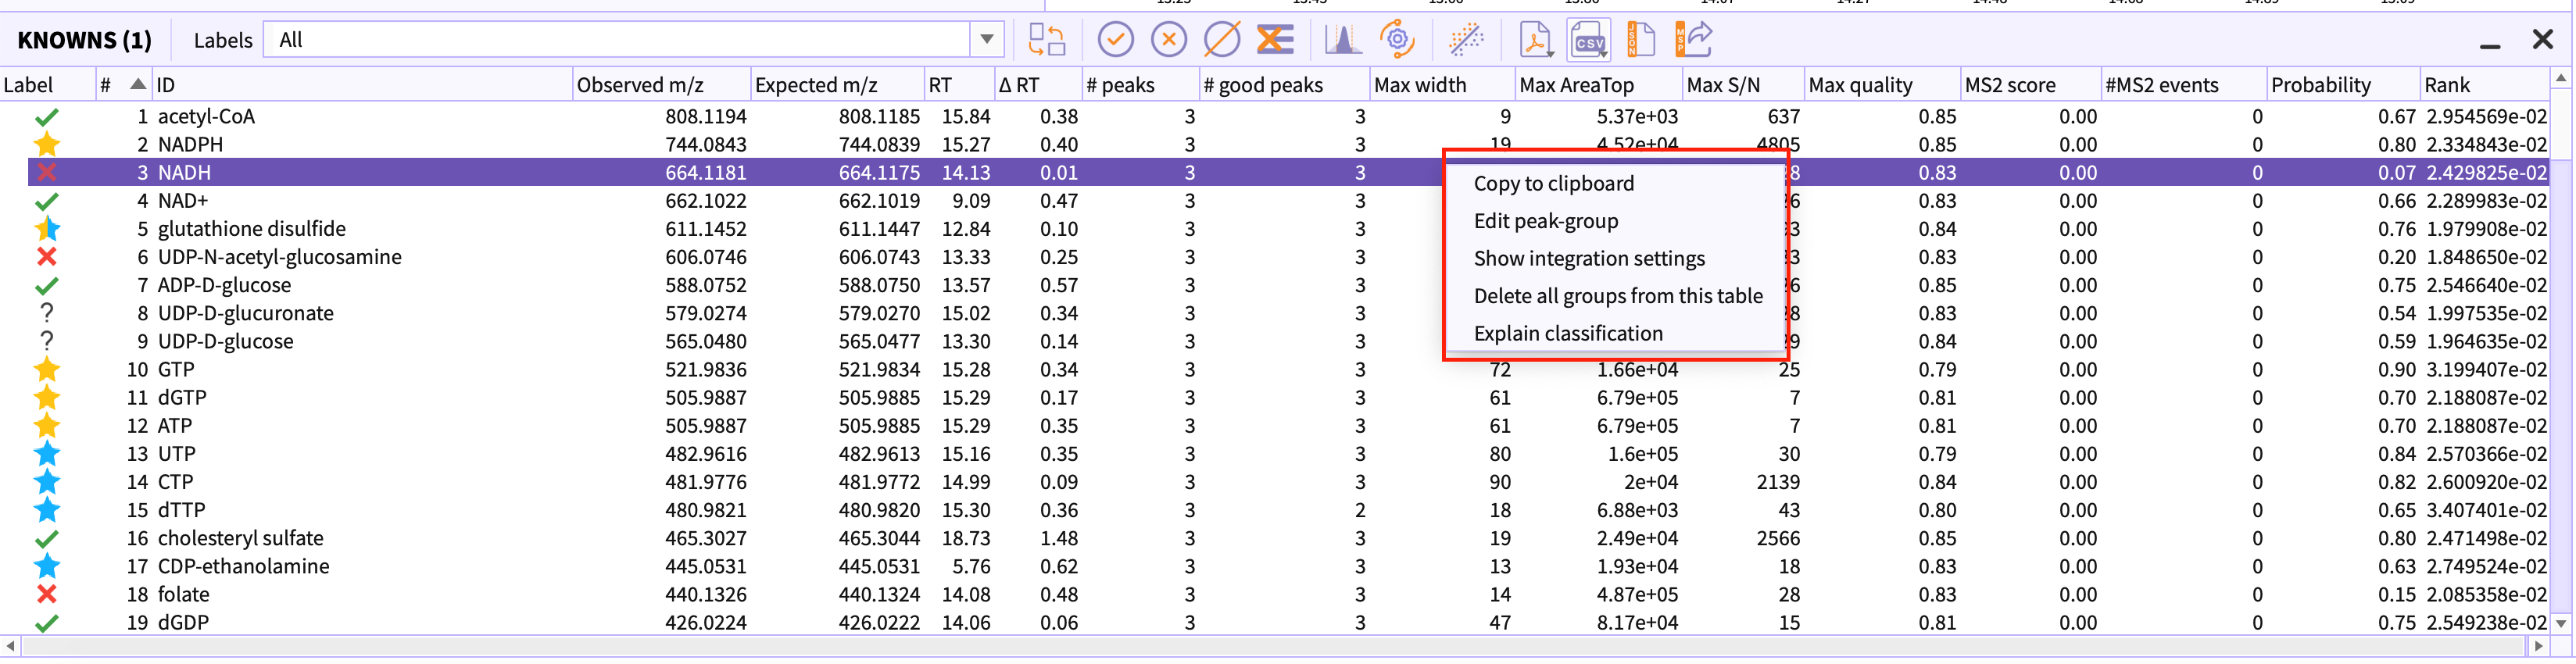 KNOWNS (1) Labels All CSV JSON MSP
Label # ID Observed m/z Expected m/z RT Δ RT # peaks # good peaks Max width Max AreaTop Max S/N Max quality MS2 score #MS2 events Probability Rank
1 acetyl-CoA 808.1194 808.1185 15.84 0.38 3 3 9 5.37e+03 637 0.85 0.00 0 0.67 2.954569e-02
2 NADPH 744.0843 744.0839 15.27 0.40 3 3 19 4.52e+04 4805 0.85 0.00 0 0.80 2.334843e-02
3 NADH 664.1181 664.1175 14.13 0.01 3 3 8 0.83 0.00 0 0.07 2.429825e-02
Copy to clipboard
4 NAD+ 662.1022 662.1019 9.09 0.47 3 3 6 0.83 0.00 0 0.66 2.289983e-02
Edit peak-group
5 glutathione disulfide 611.1452 611.1447 12.84 0.10 3 3 3 0.84 0.00 0 0.76 1.979908e-02
6 UDP-N-acetyl-glucosamine 606.0746 606.0743 13.33 0.25 3 3 3 0.83 0.00 0 0.20 1.848650e-02
Show integration settings
7 ADP-D-glucose 588.0752 588.0750 13.57 0.57 3 3 6 0.85 0.00 0 0.75 2.546640e-02
Delete all groups from this table
? 8 UDP-D-glucuronate 579.0274 579.0270 15.02 0.34 3 3 8 0.83 0.00 0 0.54 1.997535e-02
Explain classification
? 9 UDP-D-glucose 565.0480 565.0477 13.30 0.14 3 3 9 0.84 0.00 0 0.59 1.964635e-02
10 GTP 521.9836 521.9834 15.28 0.34 3 3 72 1.66e+04 25 0.79 0.00 0 0.90 3.199407e-02
11 dGTP 505.9887 505.9885 15.29 0.17 3 3 61 6.79e+05 7 0.81 0.00 0 0.70 2.188087e-02
12 ATP 505.9887 505.9885 15.29 0.35 3 3 61 6.79e+05 7 0.81 0.00 0 0.70 2.188087e-02
13 UTP 482.9616 482.9613 15.16 0.35 3 3 80 1.6e+05 30 0.79 0.00 0 0.84 2.570366e-02
14 CTP 481.9776 481.9772 14.99 0.09 3 3 90 2e+04 2139 0.84 0.00 0 0.82 2.600920e-02
15 dTTP 480.9821 480.9820 15.30 0.36 3 2 18 6.88e+03 43 0.80 0.00 0 0.65 3.407401e-02
16 cholesteryl sulfate 465.3027 465.3044 18.73 1.48 3 3 19 2.49e+04 2566 0.85 0.00 0 0.80 2.471498e-02
17 CDP-ethanolamine 445.0531 445.0531 5.76 0.62 3 3 13 1.93e+04 18 0.83 0.00 0 0.63 2.749524e-02
18 folate 440.1326 440.1324 14.08 0.48 3 3 14 4.87e+05 28 0.83 0.00 0 0.15 2.085358e-02
19 dGDP 426.0224 426.0222 14.06 0.06 3 3 47 8.17e+04 15 0.81 0.00 0 0.75 2.549238e-02